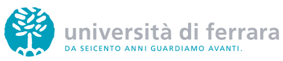 università di ferrara
DA SEICENTO ANNI GUARDIAMO AVANTI.